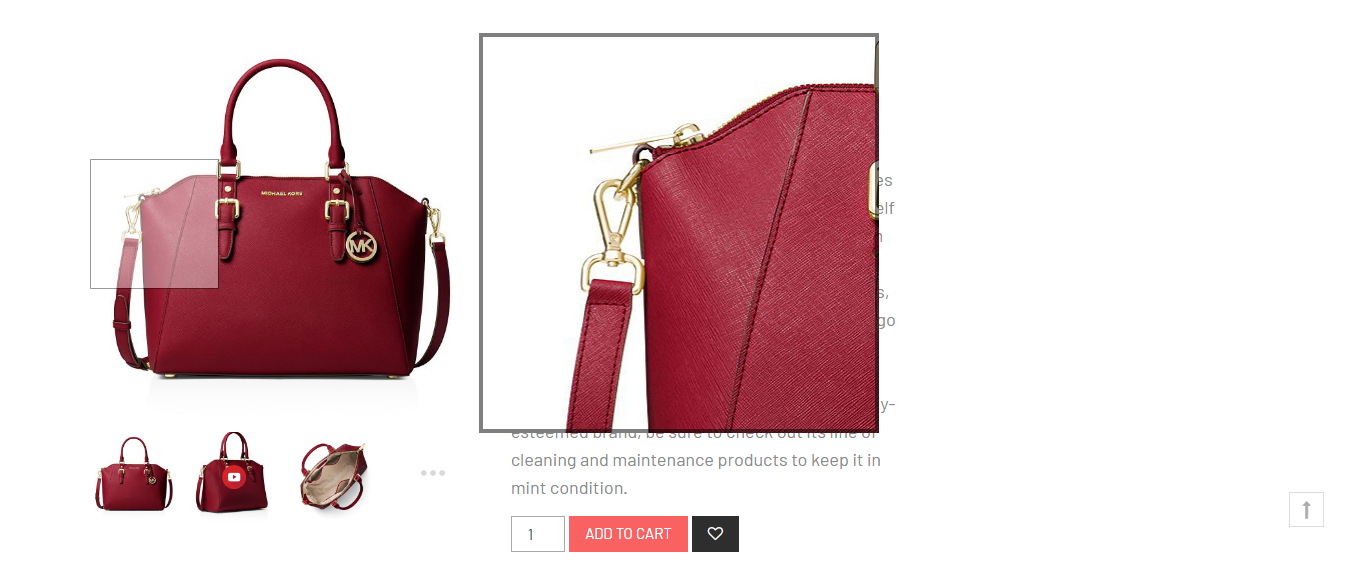 MICHAEL KORS
MK
es
elf
n
s,
go
y-
esteemed brand, be sure to check out its line of
cleaning and maintenance products to keep it in
mint condition.
1 ADD TO CART